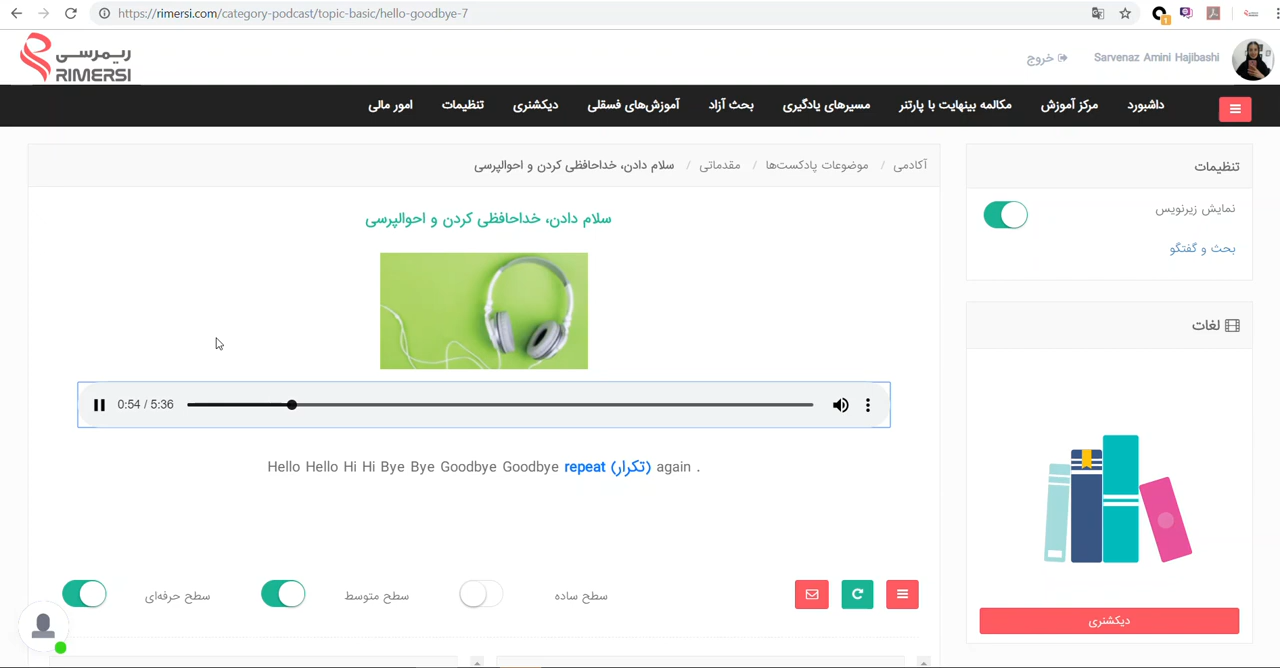 https://rimersi.com/category-podcast/topic-basic/hello-goodbye-7
1
ریمرسی
RIMERSI
Sarvenaz Amini Hajibashi
خروج
داشبورد
مرکز آموزش
مکالمه بینهایت با پارتنر
مسیرهای یادگیری
بحث آزاد
آموزش‌های فسقلی
دیکشنری
تنظیمات
امور مالی
آکادمی / موضوعات پادکست‌ها / مقدماتی / سلام دادن، خداحافظی کردن و احوالپرسی
تنظیمات
نمایش زیرنویس
بحث و گفتگو
سلام دادن، خداحافظی کردن و احوالپرسی
لغات
0:54 / 5:36
Hello Hello Hi Hi Bye Bye Goodbye Goodbye repeat (تکرار) again .
سطح ساده
سطح متوسط
سطح حرفه‌ای
دیکشنری